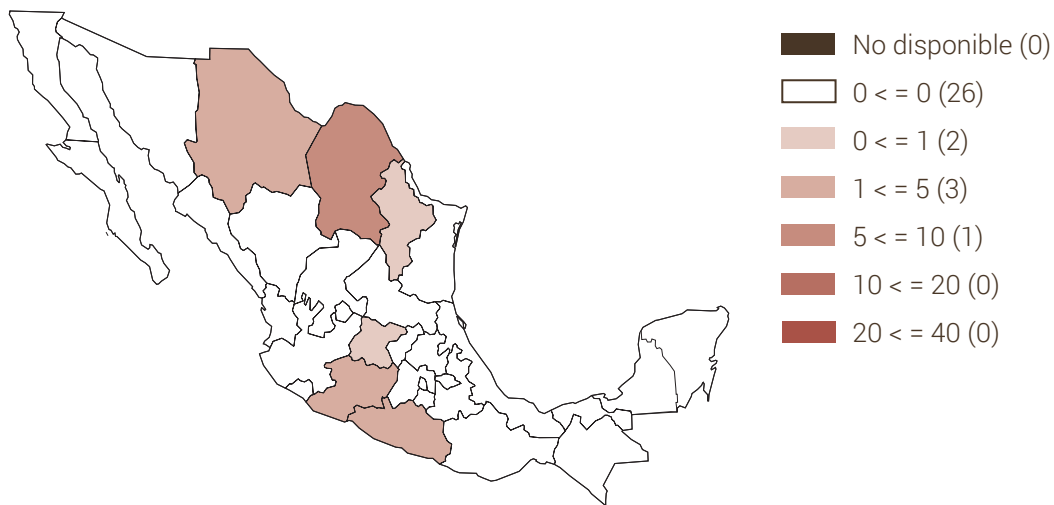 No disponible (0)
0 < = 0 (26)
0 < = 1 (2)
1 < = 5 (3)
5 < = 10 (1)
10 < = 20 (0)
20 < = 40 (0)